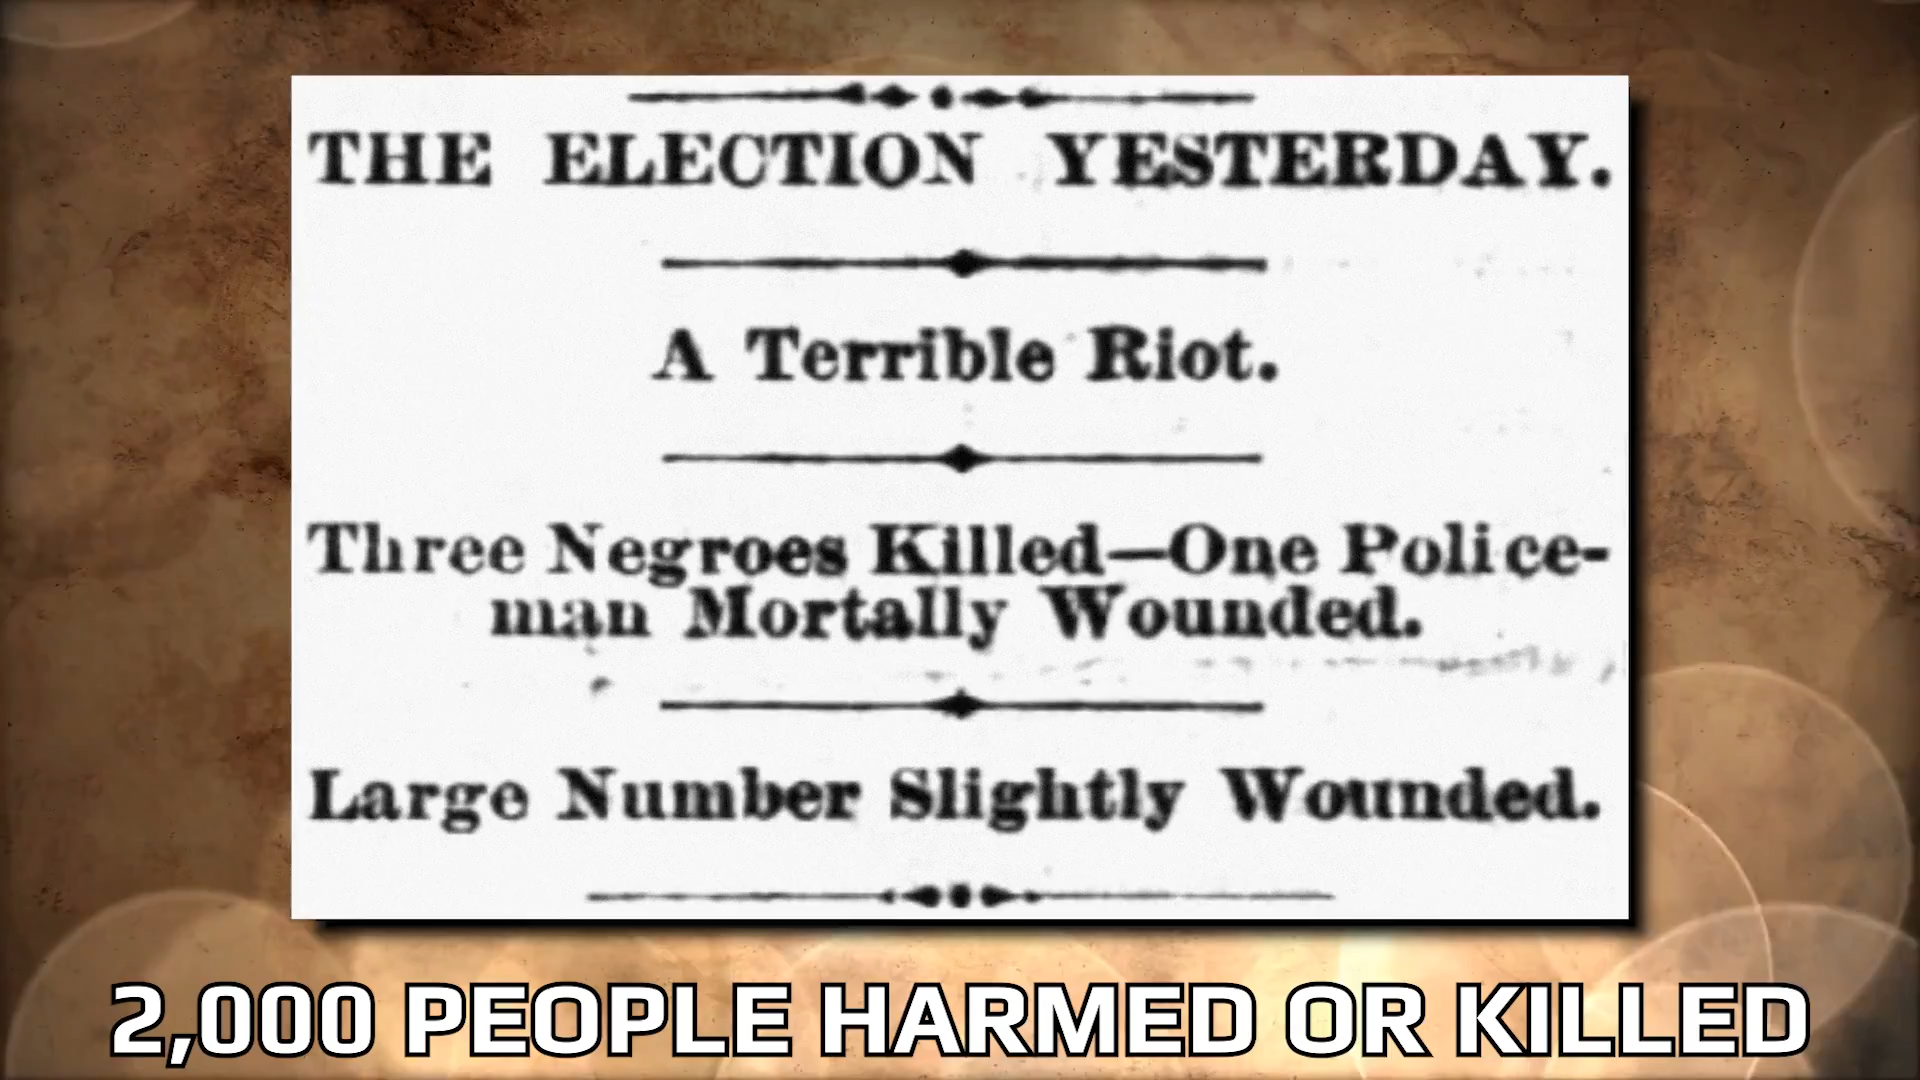 THE ELECTION YESTERDAY.
A Terrible Riot.
Three Negroes Killed—One Police-
man Mortally Wounded.
Large Number Slightly Wounded.
2,000 PEOPLE HARMED OR KILLED